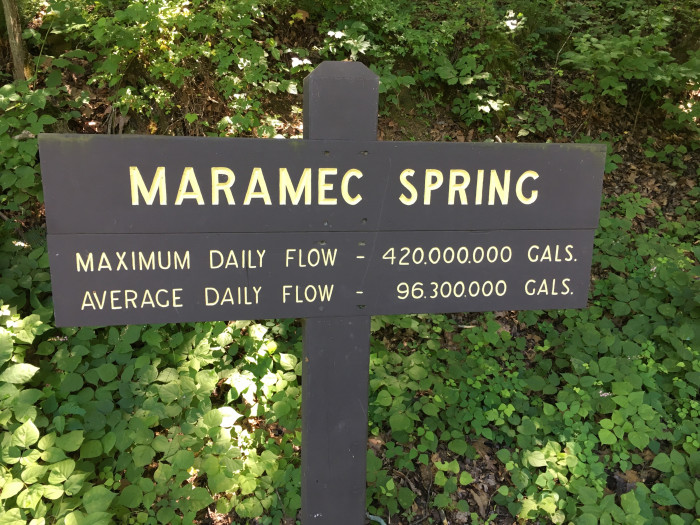 MARAMEC SPRING
MAXIMUM DAILY FLOW - 420.000.000 GALS.
AVERAGE DAILY FLOW - 96.300.000 GALS.